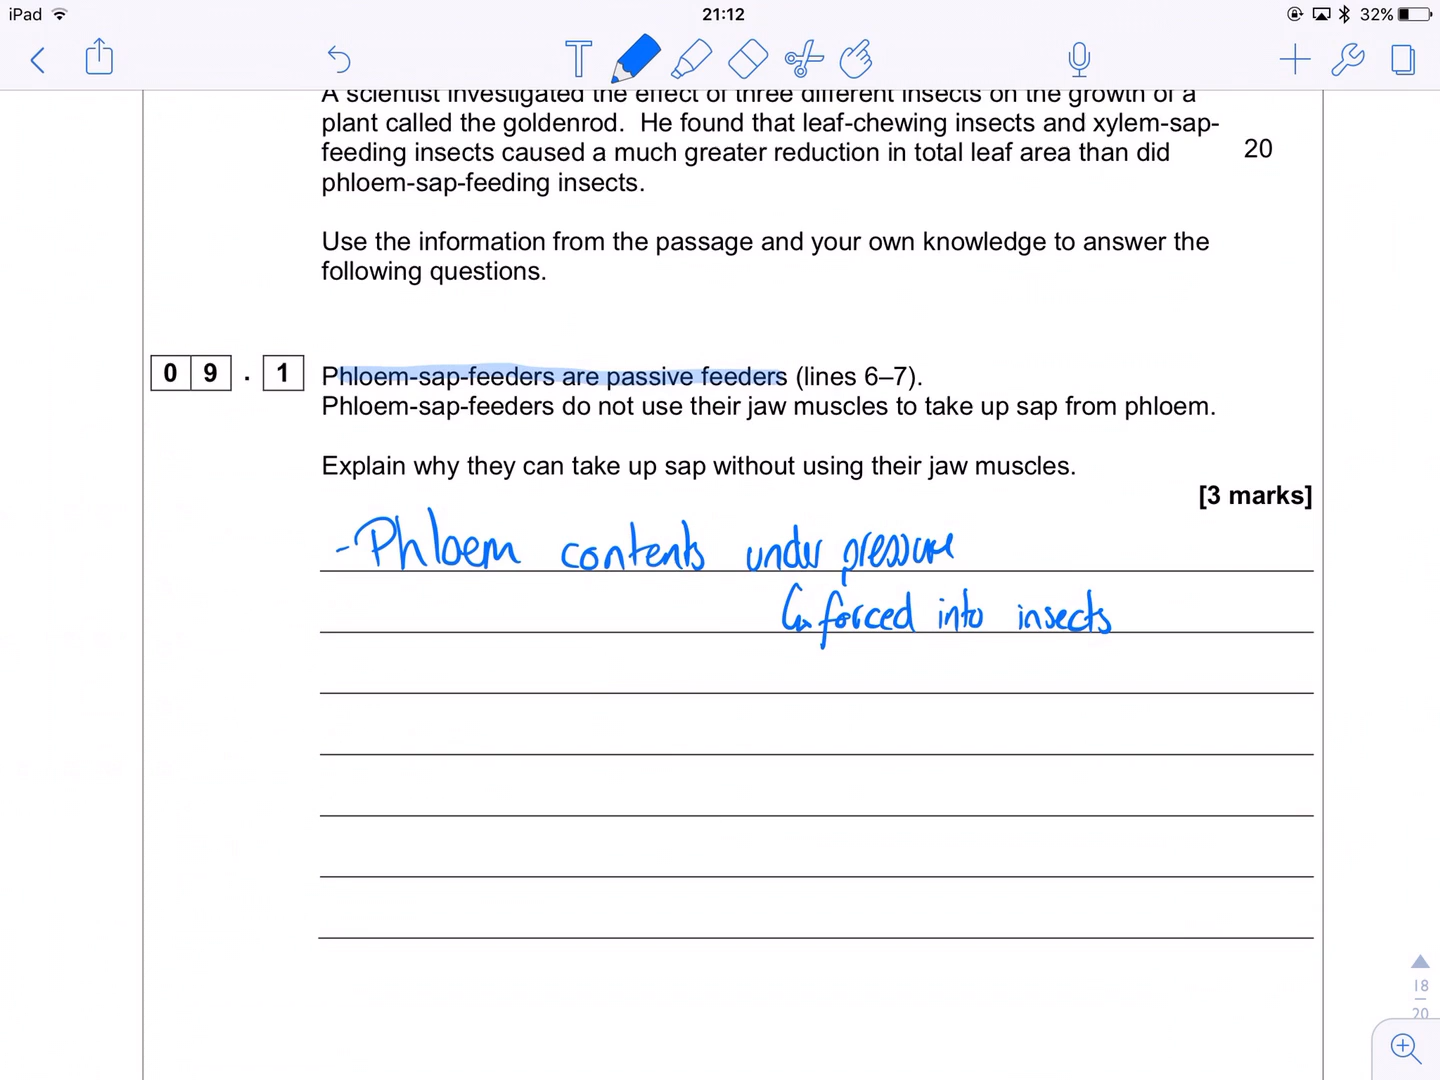 iPad 21:12 32%
A scientist investigated the effect of three different insects on the growth of a
plant called the goldenrod. He found that leaf-chewing insects and xylem-sap-
feeding insects caused a much greater reduction in total leaf area than did 20
phloem-sap-feeding insects.
Use the information from the passage and your own knowledge to answer the
following questions.
0 9 . 1 Phloem-sap-feeders are passive feeders (lines 6–7).
Phloem-sap-feeders do not use their jaw muscles to take up sap from phloem.
Explain why they can take up sap without using their jaw muscles.
[3 marks]
- Phloem contents under pressure
↳ forced into insects
18
20